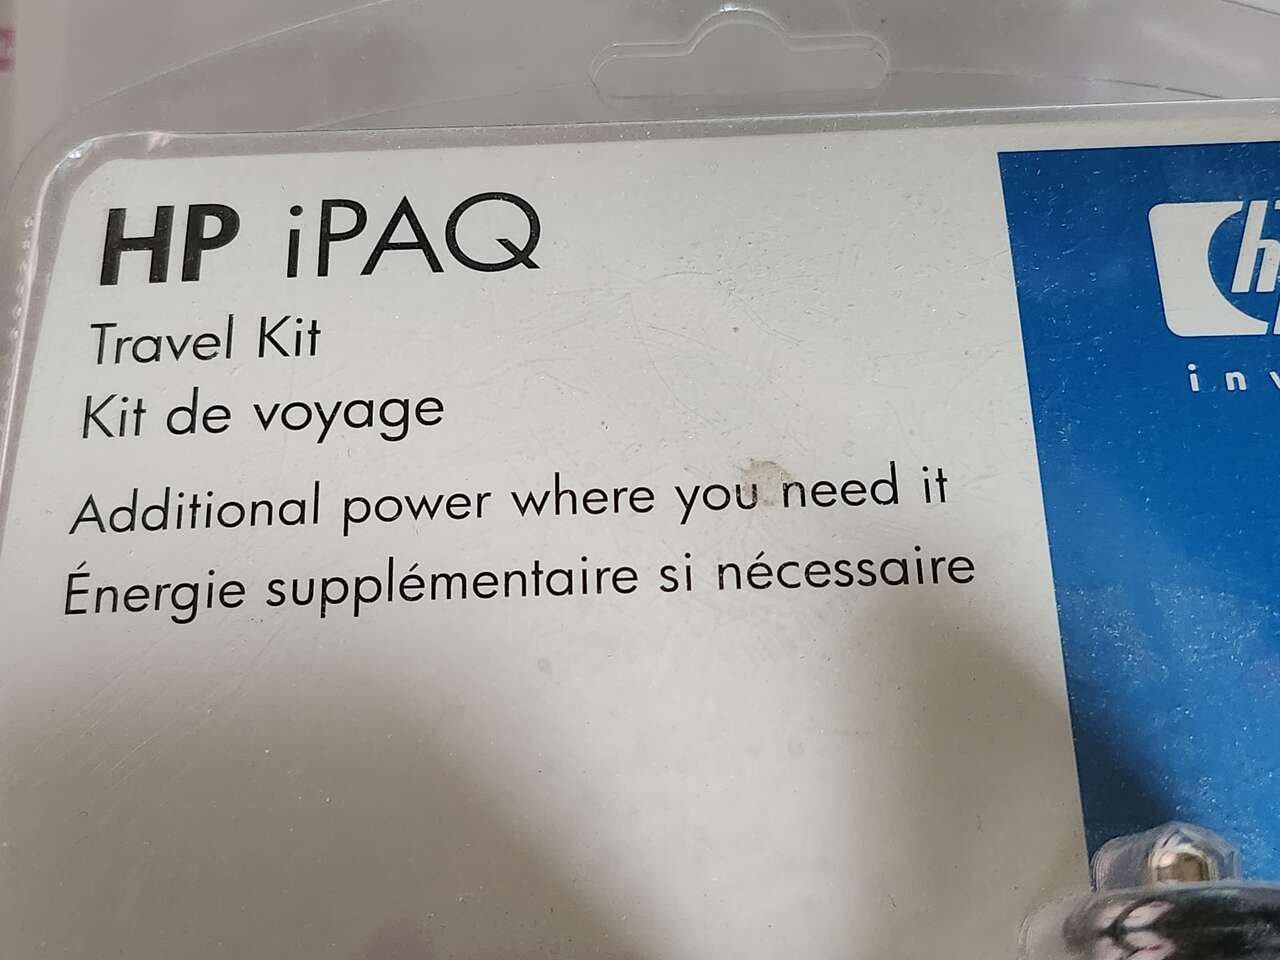 HP iPAQ
Travel Kit
Kit de voyage
Additional power where you need it
Énergie supplémentaire si nécessaire